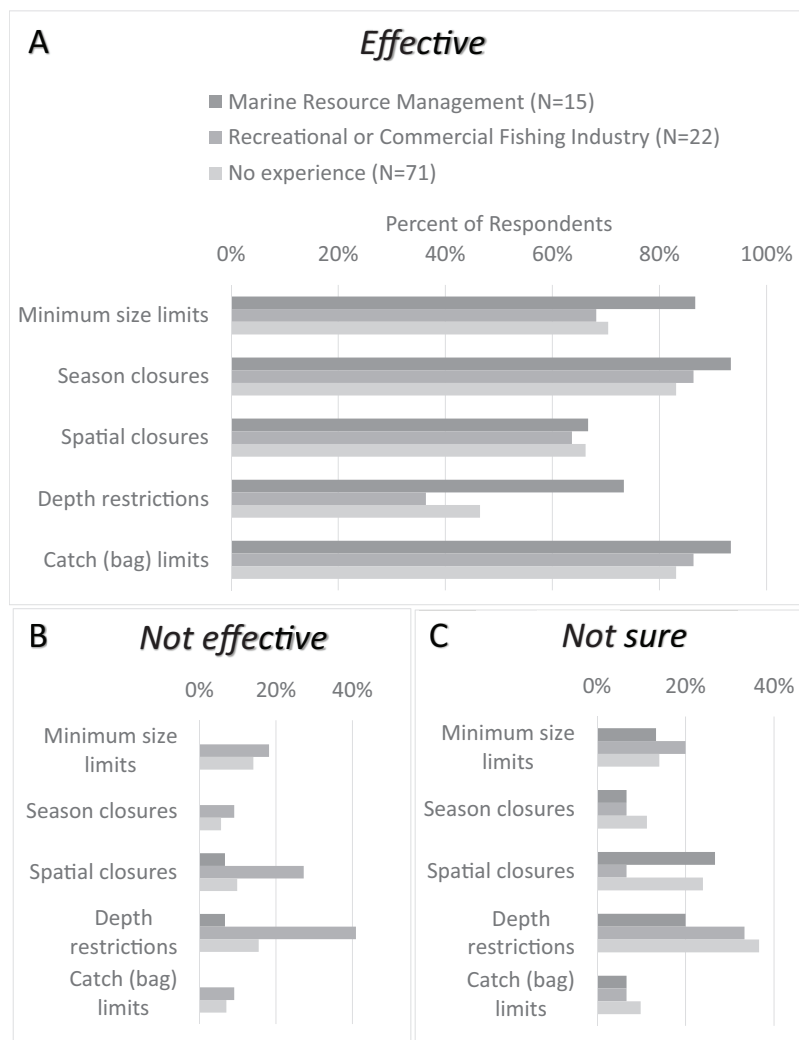 A
Effective
Marine Resource Management (N=15)
Recreational or Commercial Fishing Industry (N=22)
No experience (N=71)
Percent of Respondents
0% 20% 40% 60% 80% 100%
Minimum size limits
Season closures
Spatial closures
Depth restrictions
Catch (bag) limits
B
Not effective
0% 20% 40%
Minimum size
limits
Season closures
Spatial closures
Depth
restrictions
Catch (bag)
limits
C
Not sure
0% 20% 40%
Minimum size
limits
Season closures
Spatial closures
Depth
restrictions
Catch (bag)
limits